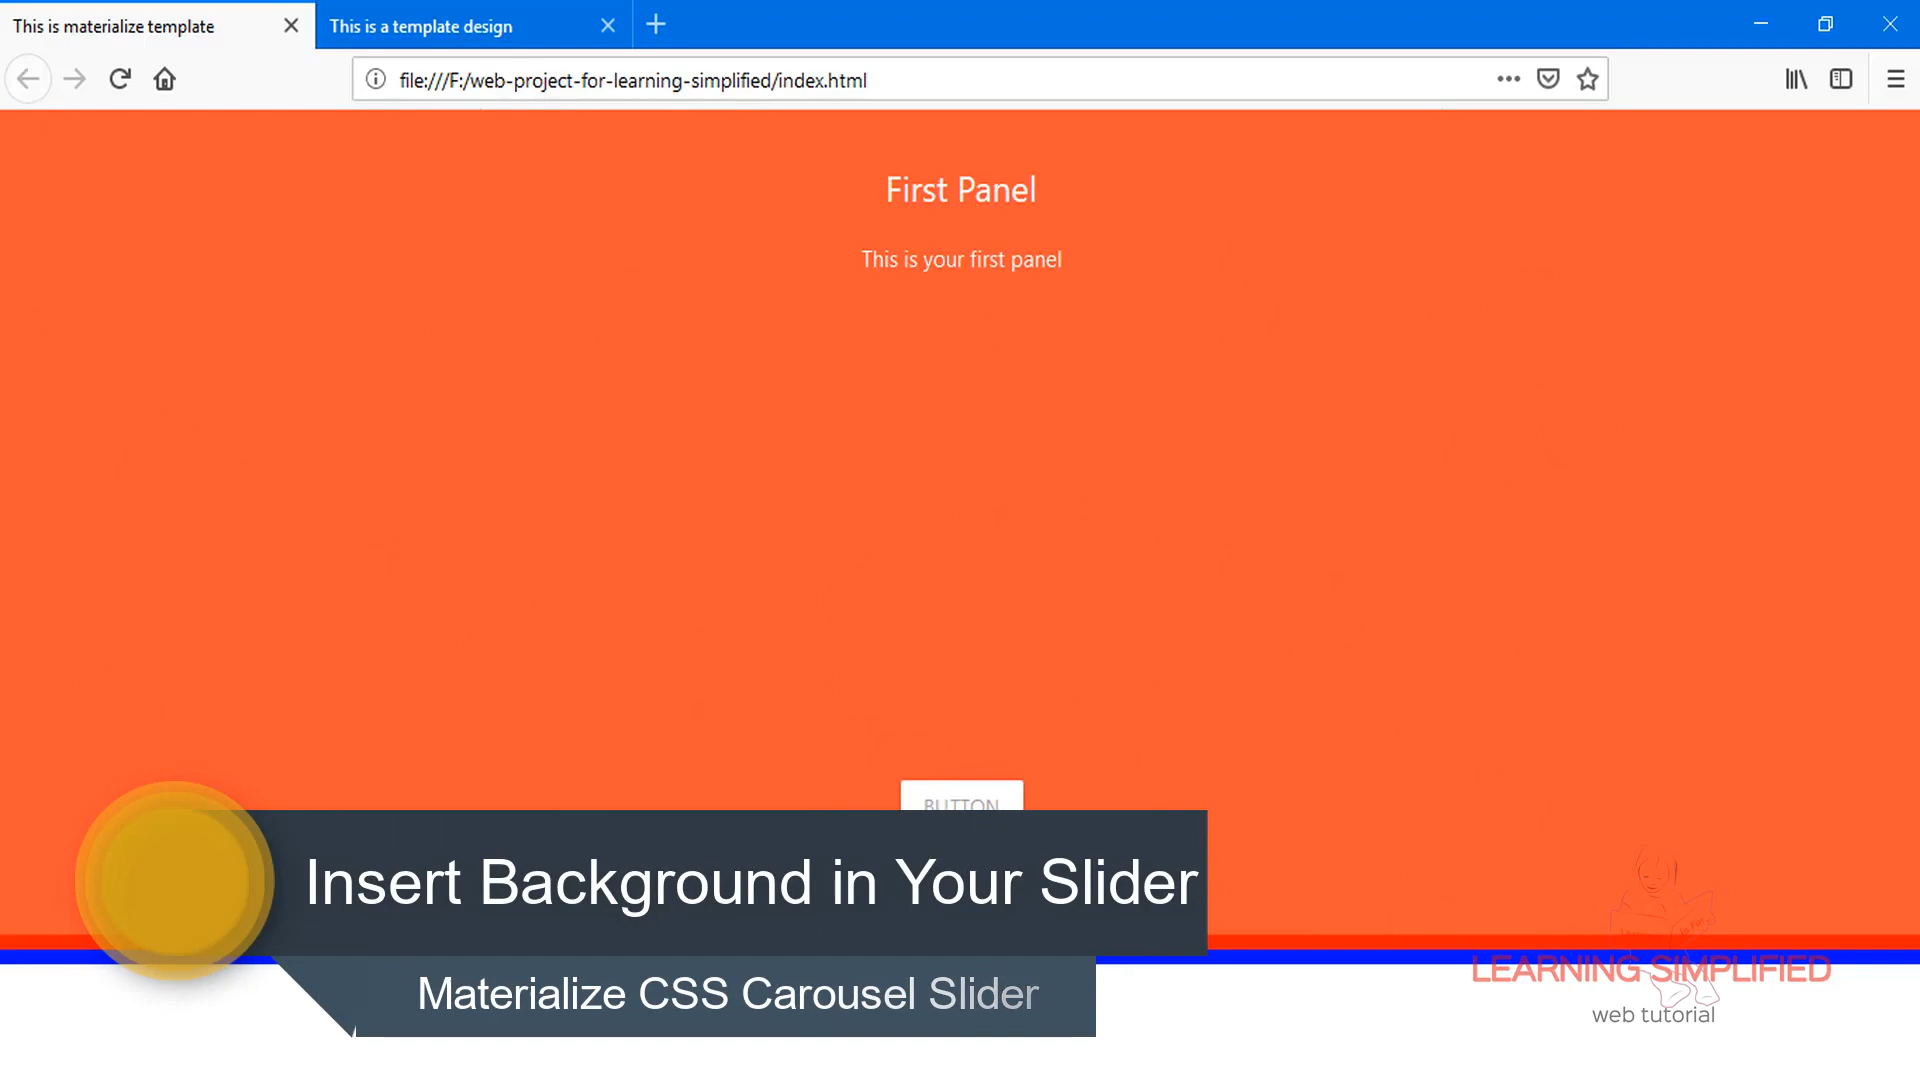 This is materialize template
This is a template design
file:///F:/web-project-for-learning-simplified/index.html
First Panel
This is your first panel
BUTTON
Insert Background in Your Slider
Materialize CSS Carousel Slider
LEARNING SIMPLIFIED
web tutorial